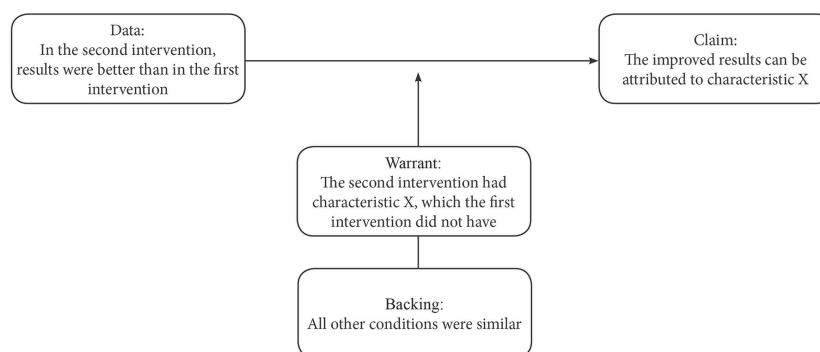 Data:
In the second intervention,
results were better than in the first
intervention
Claim:
The improved results can be
attributed to characteristic X
Warrant:
The second intervention had
characteristic X, which the first
intervention did not have
Backing:
All other conditions were similar